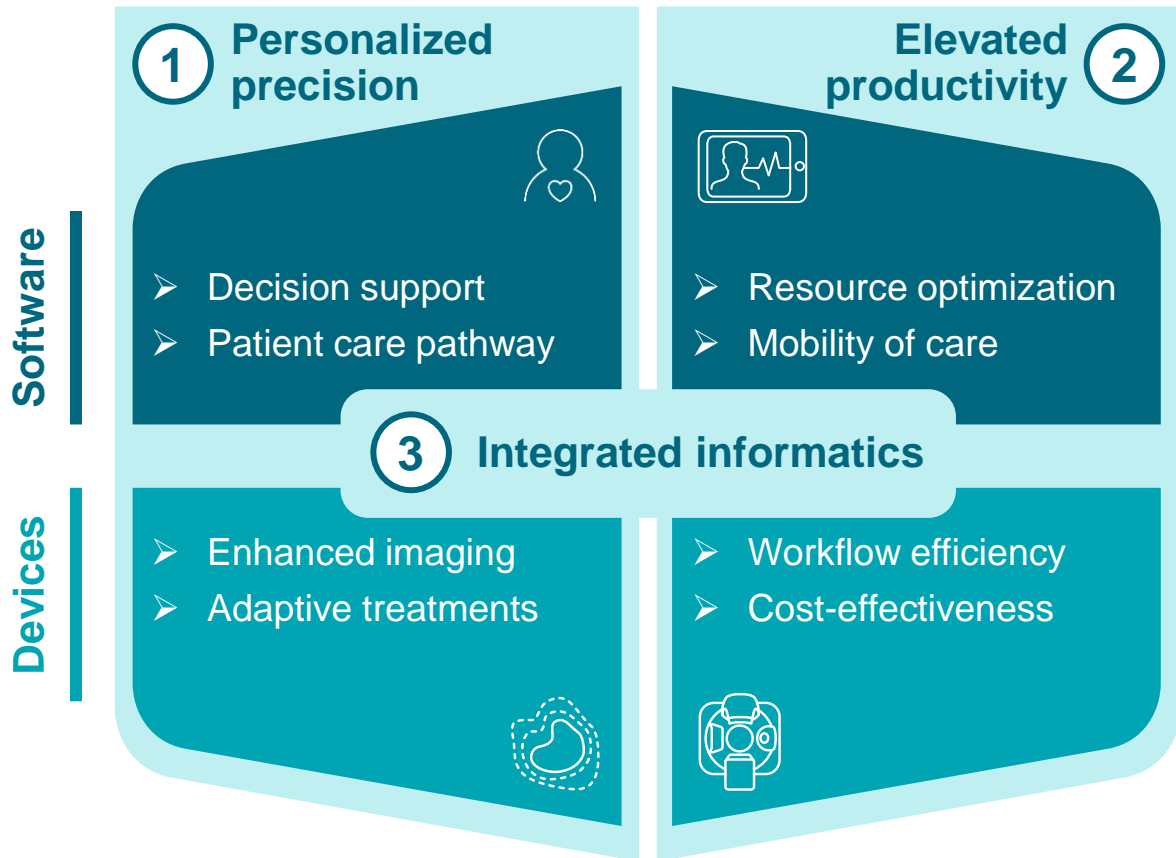 1
Personalized
precision
Elevated
productivity
2
Software
➢ Decision support
➢ Patient care pathway
➢ Resource optimization
➢ Mobility of care
3
Integrated informatics
Devices
➢ Enhanced imaging
➢ Adaptive treatments
➢ Workflow efficiency
➢ Cost-effectiveness